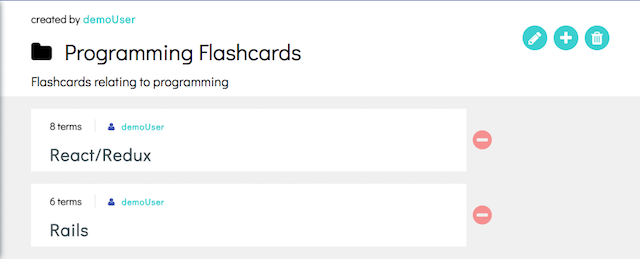 created by demoUser
Programming Flashcards
Flashcards relating to programming
8 terms demoUser
React/Redux
6 terms demoUser
Rails